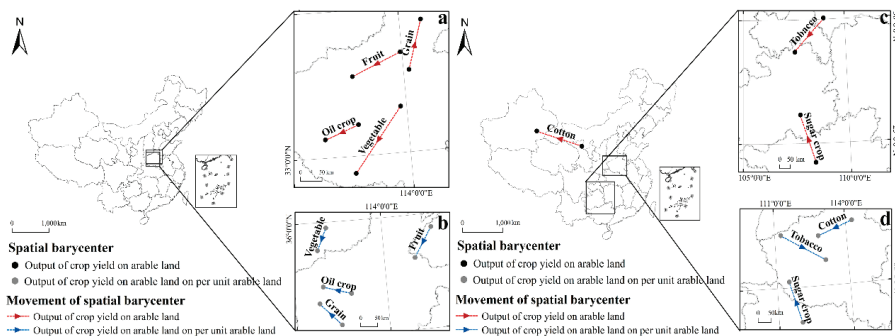 N
a
Fruit
Grain
Oil crop
Vegetable
0 50 km
33°0'0"N
114°0'0"E
0 1,000km
Spatial barycenter
Output of crop yield on arable land
Output of crop yield on arable land on per unit arable land
Movement of spatial barycenter
Output of crop yield on arable land
Output of crop yield on arable land on per unit arable land
b
114°0'0"E
36°0'N
Vegetable
Fruit
Oil crop
Grain
0 50km
N
c
Tobacco
Sugar crop
0 50 km
105°0'0"E
110°0'0"E
Cotton
0 1,000km
Spatial barycenter
Output of crop yield on arable land
Output of crop yield on arable land on per unit arable land
Movement of spatial barycenter
Output of crop yield on arable land
Output of crop yield on arable land on per unit arable land
d
111°0'0"E
114°0'0"E
Cotton
Tobacco
Sugar crop
0 50km